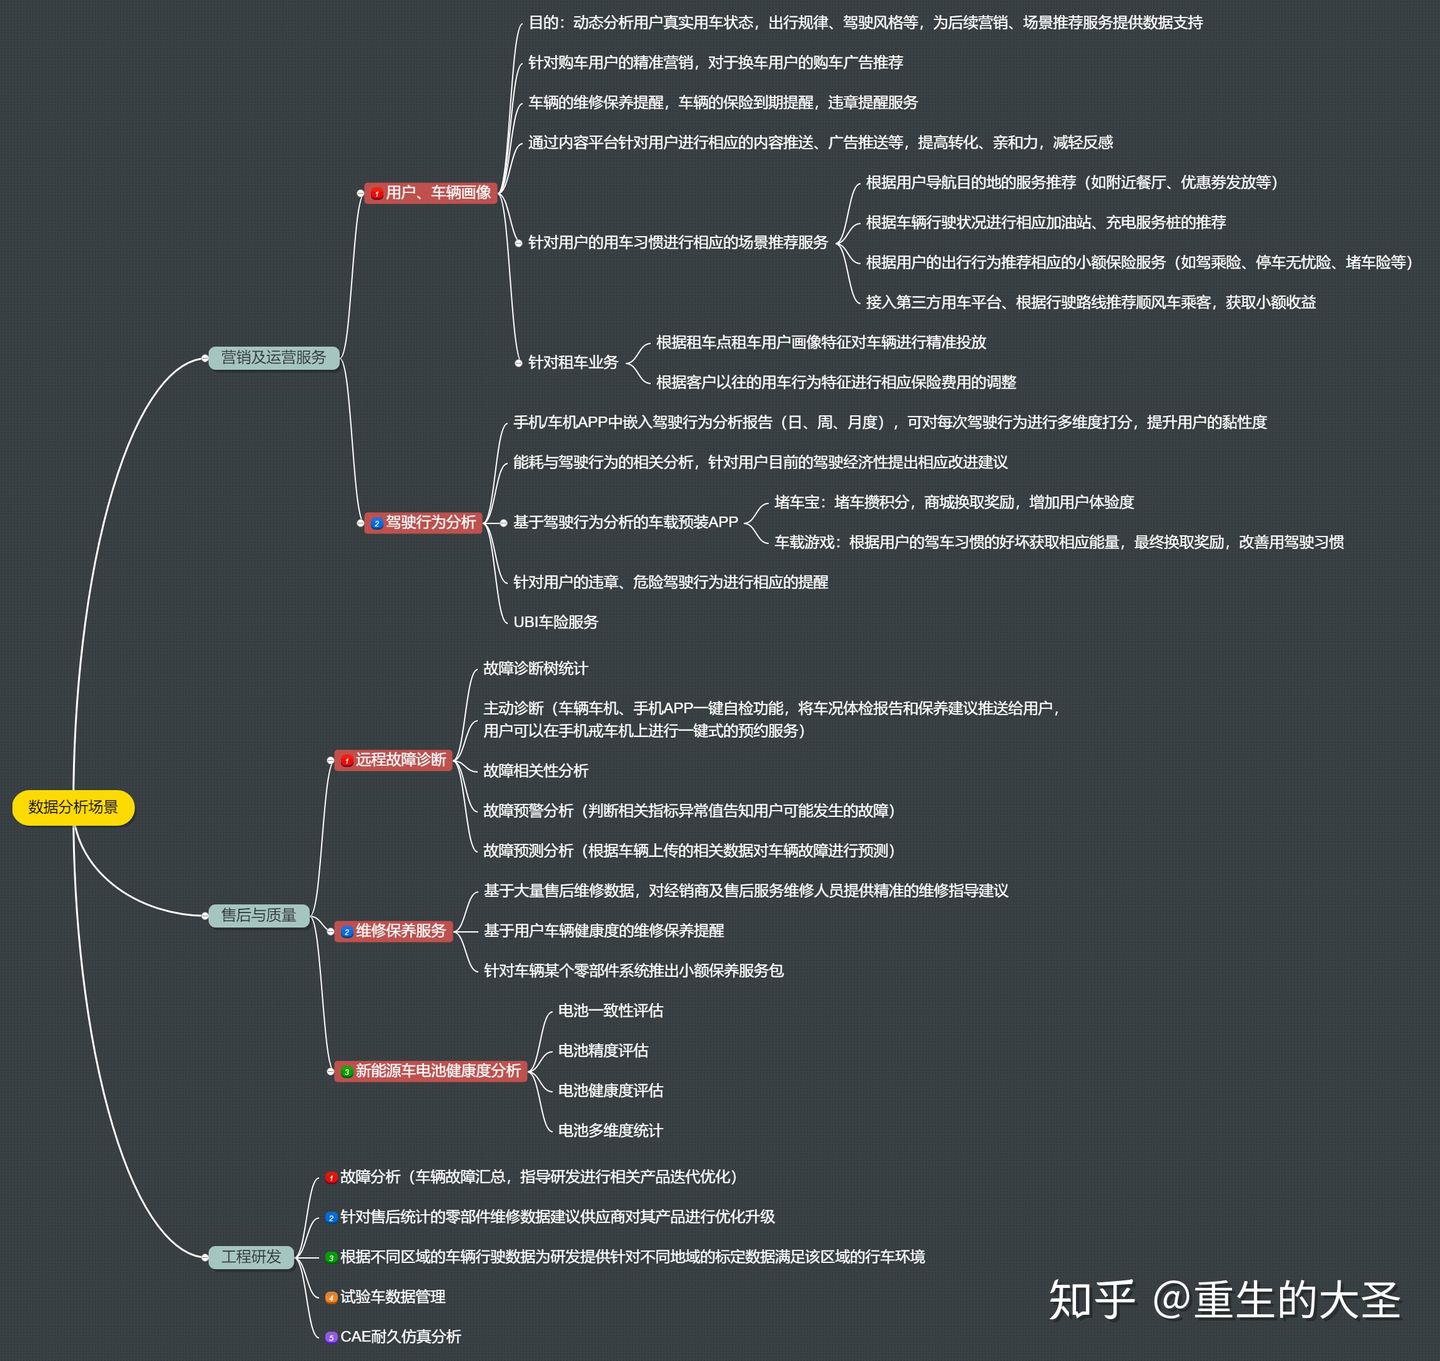 数据分析场景
营销及运营服务
1 用户、车辆画像
目的：动态分析用户真实用车状态，出行规律、驾驶风格等，为后续营销、场景推荐服务提供数据支持
针对购车用户的精准营销，对于换车用户的购车广告推荐
车辆的维修保养提醒，车辆的保险到期提醒，违章提醒服务
通过内容平台针对用户进行相应的内容推送、广告推送等，提高转化、亲和力，减轻反感
针对用户的用车习惯进行相应的场景推荐服务
根据用户导航目的地的服务推荐（如附近餐厅、优惠劵发放等）
根据车辆行驶状况进行相应加油站、充电服务桩的推荐
根据用户的出行行为推荐相应的小额保险服务（如驾乘险、停车无忧险、堵车险等）
接入第三方用车平台、根据行驶路线推荐顺风车乘客，获取小额收益
针对租车业务
根据租车点租车用户画像特征对车辆进行精准投放
根据客户以往的用车行为特征进行相应保险费用的调整
2 驾驶行为分析
手机/车机APP中嵌入驾驶行为分析报告（日、周、月度），可对每次驾驶行为进行多维度打分，提升用户的黏性度
能耗与驾驶行为的相关分析，针对用户目前的驾驶经济性提出相应改进建议
基于驾驶行为分析的车载预装APP
堵车宝：堵车攒积分，商城换取奖励，增加用户体验度
车载游戏：根据用户的驾车习惯的好坏获取相应能量，最终换取奖励，改善用驾驶习惯
针对用户的违章、危险驾驶行为进行相应的提醒
UBI车险服务
售后与质量
1 远程故障诊断
故障诊断树统计
主动诊断（车辆车机、手机APP一键自检功能，将车况体检报告和保养建议推送给用户，
用户可以在手机戒车机上进行一键式的预约服务）
故障相关性分析
故障预警分析（判断相关指标异常值告知用户可能发生的故障）
故障预测分析（根据车辆上传的相关数据对车辆故障进行预测）
2 维修保养服务
基于大量售后维修数据，对经销商及售后服务维修人员提供精准的维修指导建议
基于用户车辆健康度的维修保养提醒
针对车辆某个零部件系统推出小额保养服务包
3 新能源车电池健康度分析
电池一致性评估
电池精度评估
电池健康度评估
电池多维度统计
工程研发
1 故障分析（车辆故障汇总，指导研发进行相关产品迭代优化）
2 针对售后统计的零部件维修数据建议供应商对其产品进行优化升级
3 根据不同区域的车辆行驶数据为研发提供针对不同地域的标定数据满足该区域的行车环境
4 试验车数据管理
5 CAE耐久仿真分析
知乎 @重生的大圣